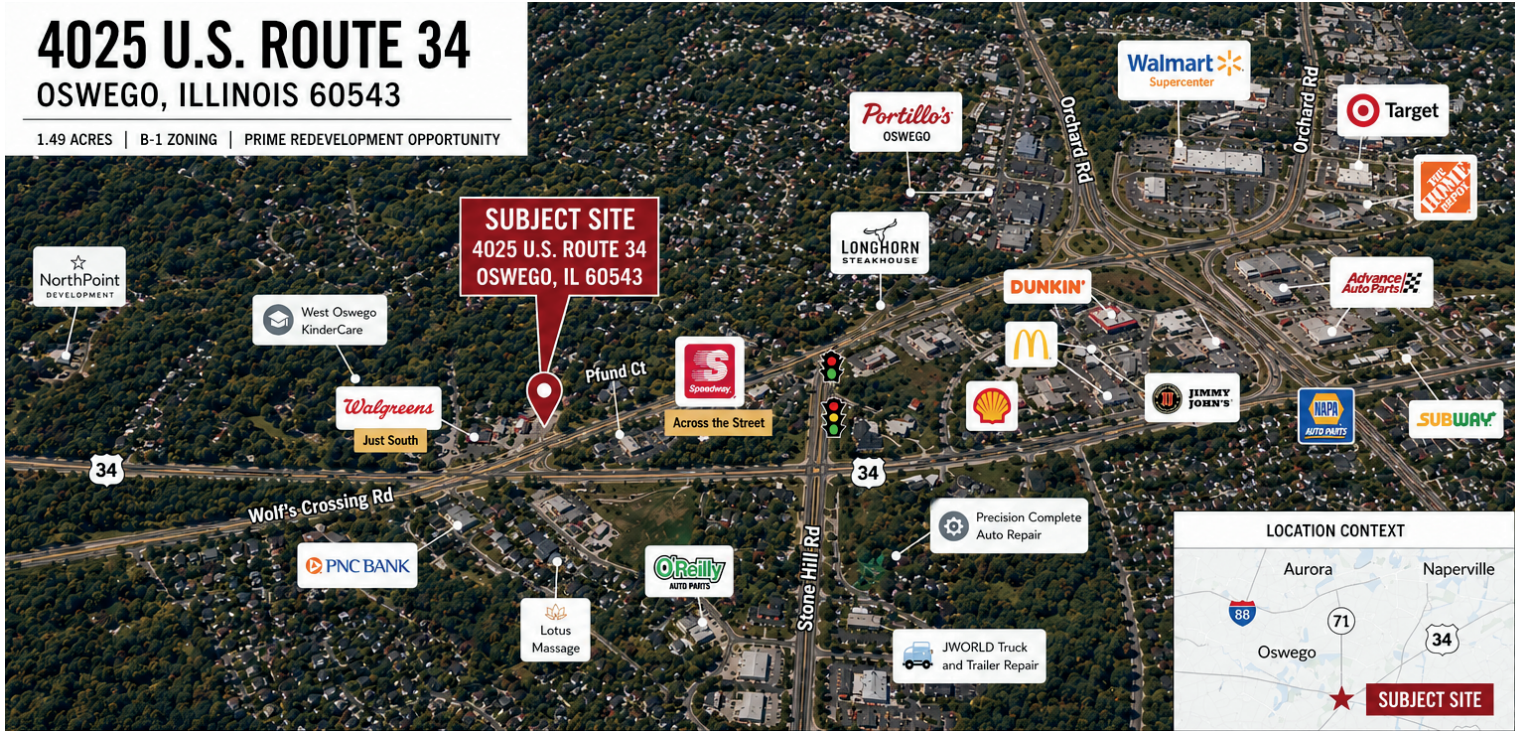 4025 U.S. ROUTE 34
OSWEGO, ILLINOIS 60543
1.49 ACRES | B-1 ZONING | PRIME REDEVELOPMENT OPPORTUNITY
Walmart
Supercenter
Portillo's
OSWEGO
Orchard Rd
Orchard Rd
Target
THE HOME DEPOT
SUBJECT SITE
4025 U.S. ROUTE 34
OSWEGO, IL 60543
LONGHORN
STEAKHOUSE
NorthPoint
DEVELOPMENT
DUNKIN'
Advance
Auto Parts
West Oswego
KinderCare
Pfund Ct
S
Speedway
Across the Street
M
Walgreens
Just South
JJ
JIMMY
JOHN'S
NAPA
AUTO PARTS
SUBWAY
34
34
Wolf's Crossing Rd
Stone Hill Rd
PNC BANK
O'Reilly
AUTO PARTS
Precision Complete
Auto Repair
Lotus
Massage
JWORLD Truck
and Trailer Repair
LOCATION CONTEXT
Aurora
Naperville
88
71
34
Oswego
SUBJECT SITE